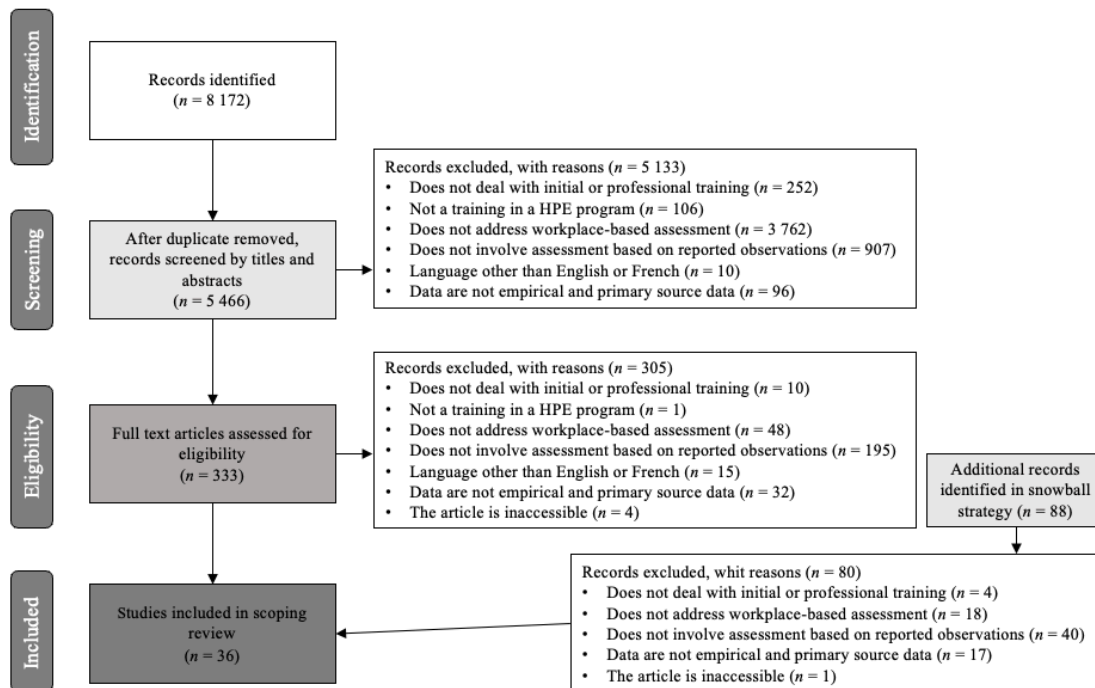 Identification
Records identified
(n = 8 172)
Records excluded, with reasons (n = 5 133)
• Does not deal with initial or professional training (n = 252)
• Not a training in a HPE program (n = 106)
• Does not address workplace-based assessment (n = 3 762)
• Does not involve assessment based on reported observations (n = 907)
• Language other than English or French (n = 10)
• Data are not empirical and primary source data (n = 96)
Screening
After duplicate removed,
records screened by titles and
abstracts
(n = 5 466)
Records excluded, with reasons (n = 305)
• Does not deal with initial or professional training (n = 10)
• Not a training in a HPE program (n = 1)
• Does not address workplace-based assessment (n = 48)
• Does not involve assessment based on reported observations (n = 195)
• Language other than English or French (n = 15)
• Data are not empirical and primary source data (n = 32)
• The article is inaccessible (n = 4)
Eligibility
Full text articles assessed for
eligibility
(n = 333)
Additional records
identified in snowball
strategy (n = 88)
Included
Studies included in scoping
review
(n = 36)
Records excluded, whit reasons (n = 80)
• Does not deal with initial or professional training (n = 4)
• Does not address workplace-based assessment (n = 18)
• Does not involve assessment based on reported observations (n = 40)
• Data are not empirical and primary source data (n = 17)
• The article is inaccessible (n = 1)